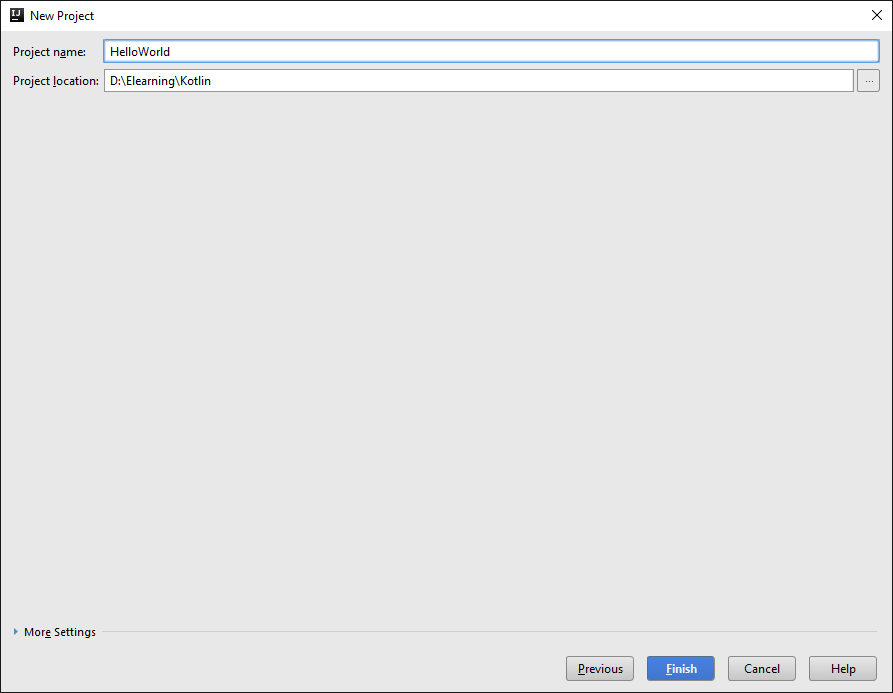 New Project
Project name: HelloWorld
Project location: D:\Elearning\Kotlin ...
More Settings
Previous Finish Cancel Help